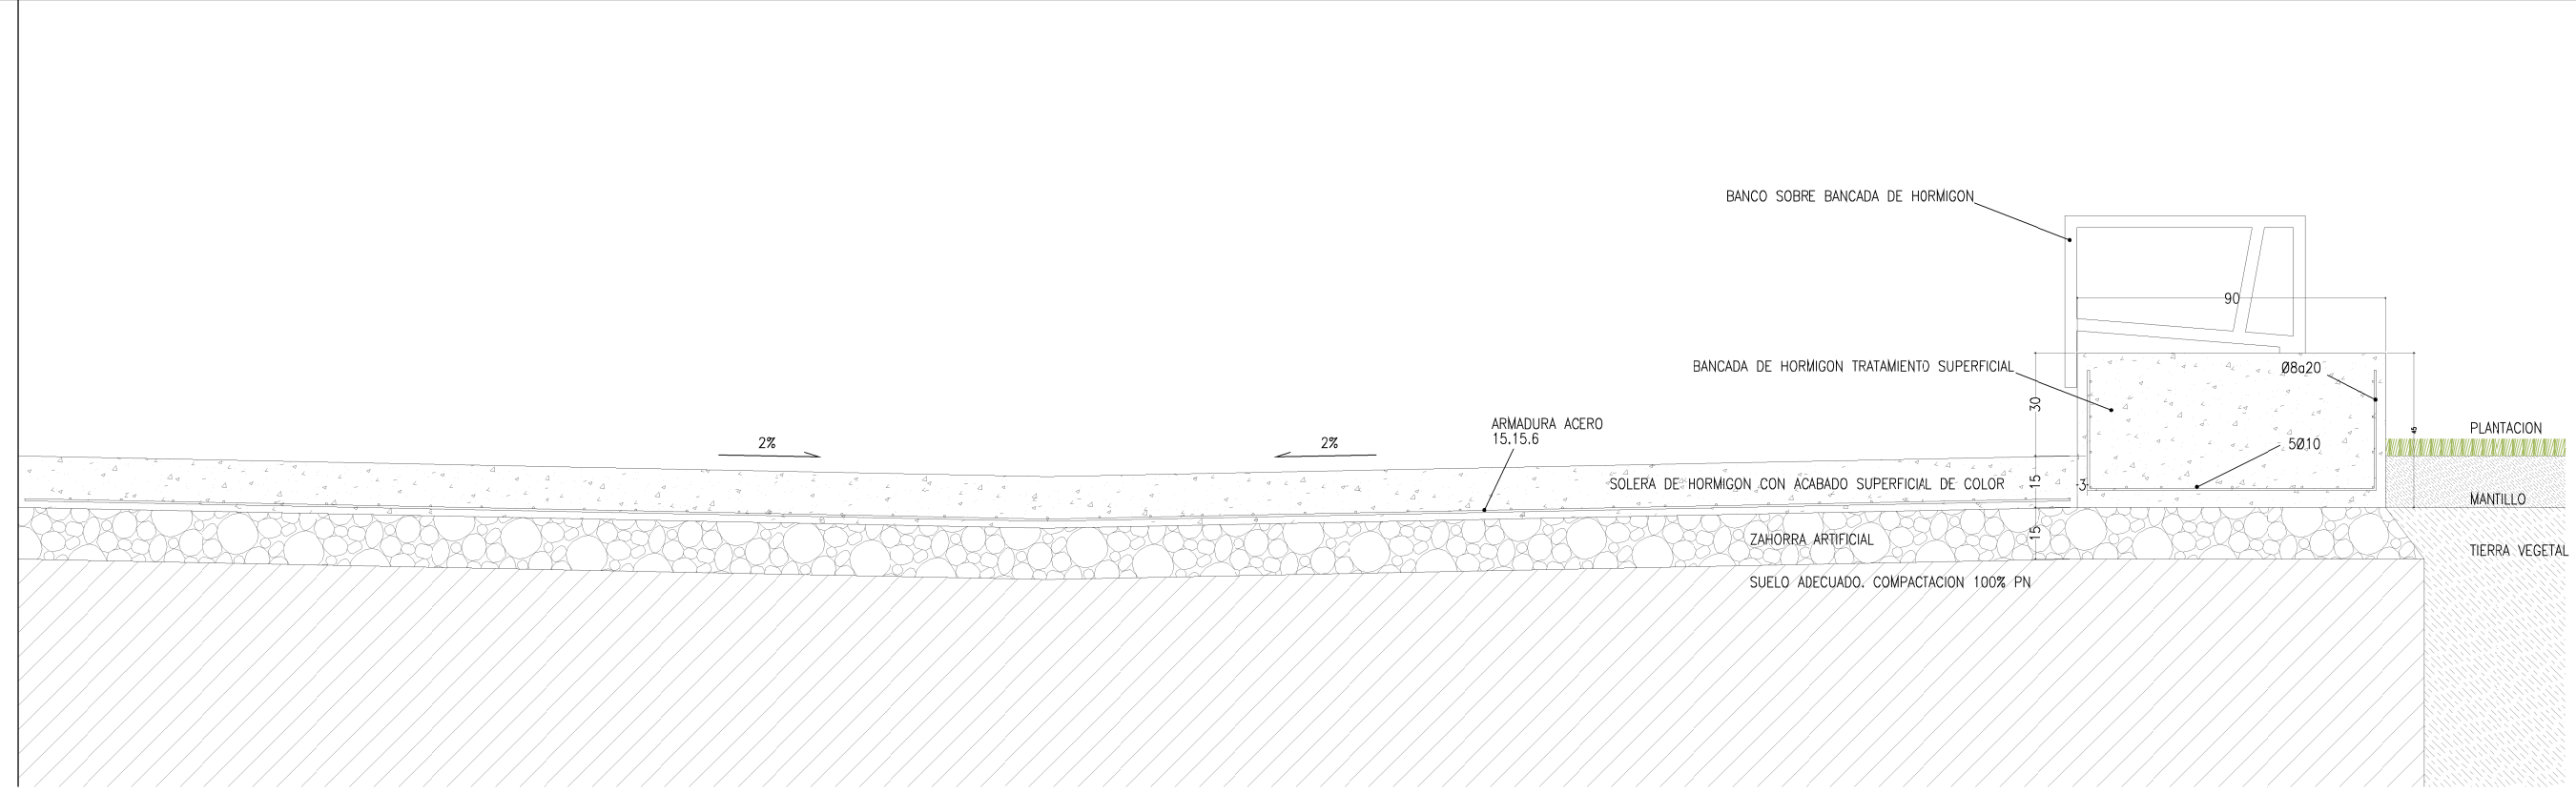 BANCO SOBRE BANCADA DE HORMIGON
90
BANCADA DE HORMIGON TRATAMIENTO SUPERFICIAL
Ø8a20
30
ARMADURA ACERO
15.15.6
45
PLANTACION
2%
2%
5Ø10
SOLERA DE HORMIGON CON ACABADO SUPERFICIAL DE COLOR
15
3
MANTILLO
ZAHORRA ARTIFICIAL
15
TIERRA VEGETAL
SUELO ADECUADO. COMPACTACION 100% PN